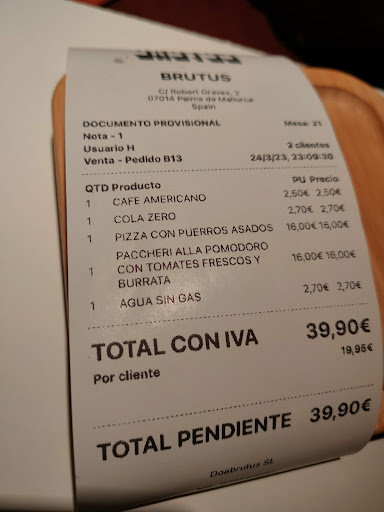 BRUTUS
C/ Robert Graves, 2
07014 Palma de Mallorca
Spain
DOCUMENTO PROVISIONAL Mesa: 21
Nota - 1
Usuario H 2 clientes
Venta - Pedido B13 24/3/23, 23:09:30
QTD Producto PU Precio
1 CAFE AMERICANO 2,50€ 2,50€
1 COLA ZERO 2,70€ 2,70€
1 PIZZA CON PUERROS ASADOS 16,00€ 16,00€
PACCHERI ALLA POMODORO
1 CON TOMATES FRESCOS Y 16,00€ 16,00€
BURRATA
1 AGUA SIN GAS 2,70€ 2,70€
TOTAL CON IVA 39,90€
Por cliente 19,95€
TOTAL PENDIENTE 39,90€
Doabrutus SL